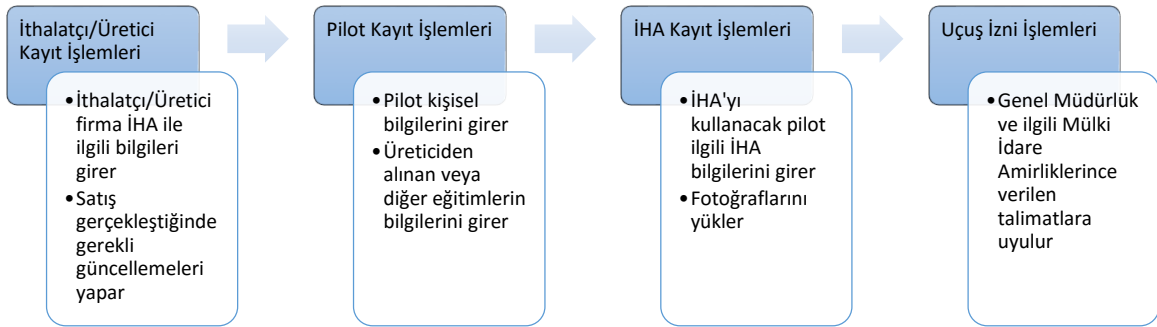 İthalatçı/Üretici
Kayıt İşlemleri
•İthalatçı/Üretici
firma İHA ile
ilgili bilgileri
girer
•Satış
gerçekleştiğinde
gerekli
güncellemeleri
yapar
Pilot Kayıt İşlemleri
•Pilot kişisel
bilgilerini girer
•Üreticiden
alınan veya
diğer eğitimlerin
bilgilerini girer
İHA Kayıt İşlemleri
•İHA'yı
kullanacak pilot
ilgili İHA
bilgilerini girer
•Fotoğraflarını
yükler
Uçuş İzni İşlemleri
•Genel Müdürlük
ve ilgili Mülki
İdare
Amirliklerince
verilen
talimatlara
uyulur